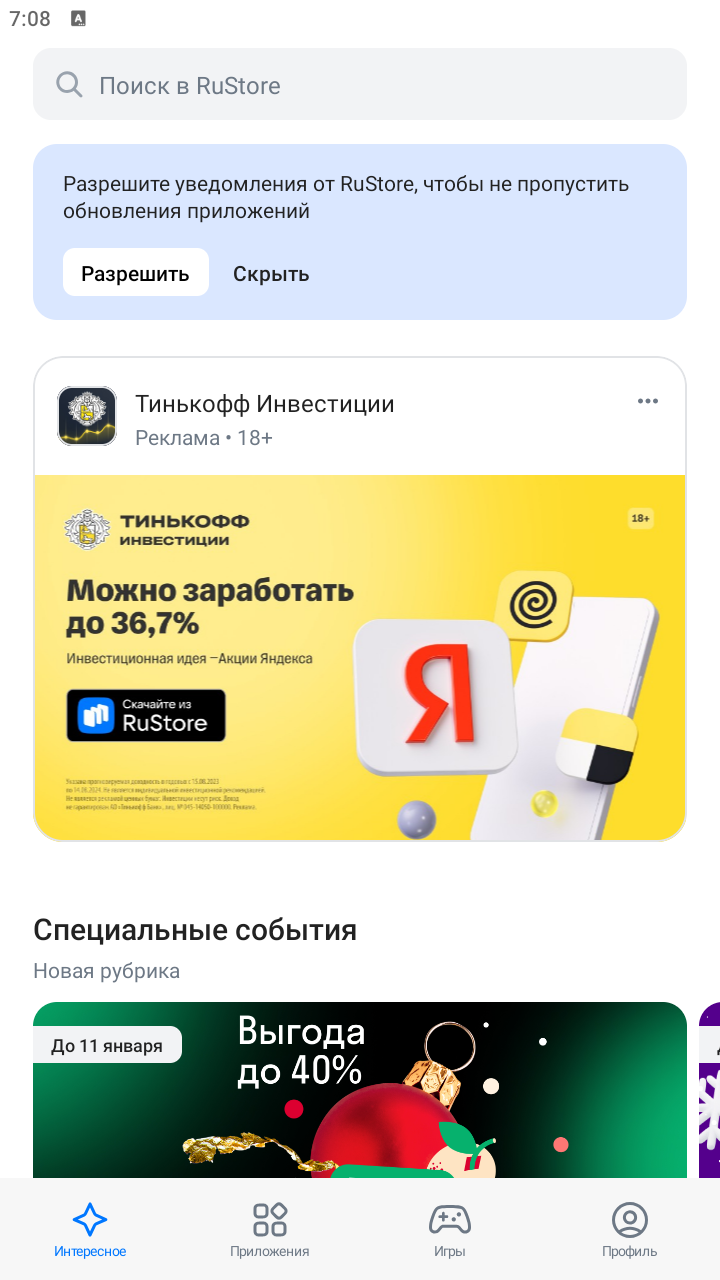 7:08
Поиск в RuStore
Разрешите уведомления от RuStore, чтобы не пропустить
обновления приложений
Разрешить
Скрыть
Тинькофф Инвестиции
Реклама • 18+
ТИНЬКОФФ
ИНВЕСТИЦИИ
18+
Можно заработать
до 36,7%
Инвестиционная идея –Акции Яндекса
Я
Скачайте из
RuStore
Специальные события
Новая рубрика
До 11 января
Выгода
до 40%
Интересное
Приложения
Игры
Профиль